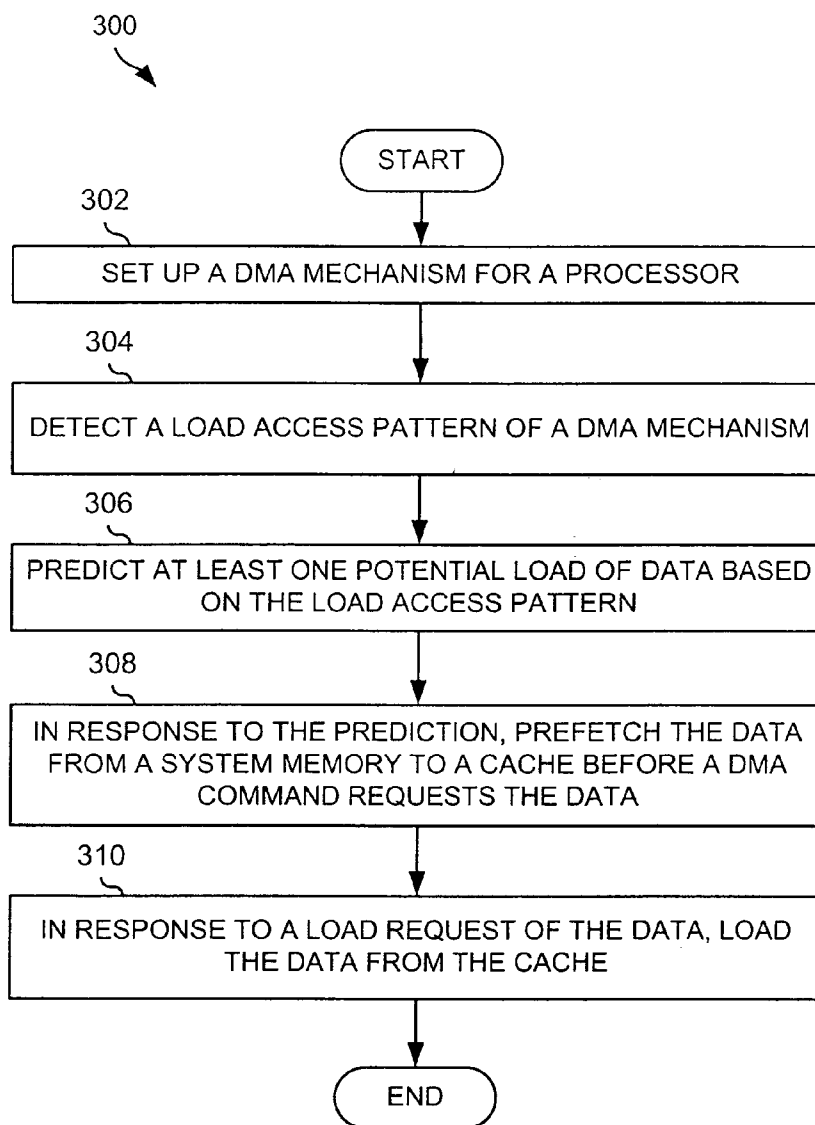 300
START
302
SET UP A DMA MECHANISM FOR A PROCESSOR
304
DETECT A LOAD ACCESS PATTERN OF A DMA MECHANISM
306
PREDICT AT LEAST ONE POTENTIAL LOAD OF DATA BASED
ON THE LOAD ACCESS PATTERN
308
IN RESPONSE TO THE PREDICTION, PREFETCH THE DATA
FROM A SYSTEM MEMORY TO A CACHE BEFORE A DMA
COMMAND REQUESTS THE DATA
310
IN RESPONSE TO A LOAD REQUEST OF THE DATA, LOAD
THE DATA FROM THE CACHE
END